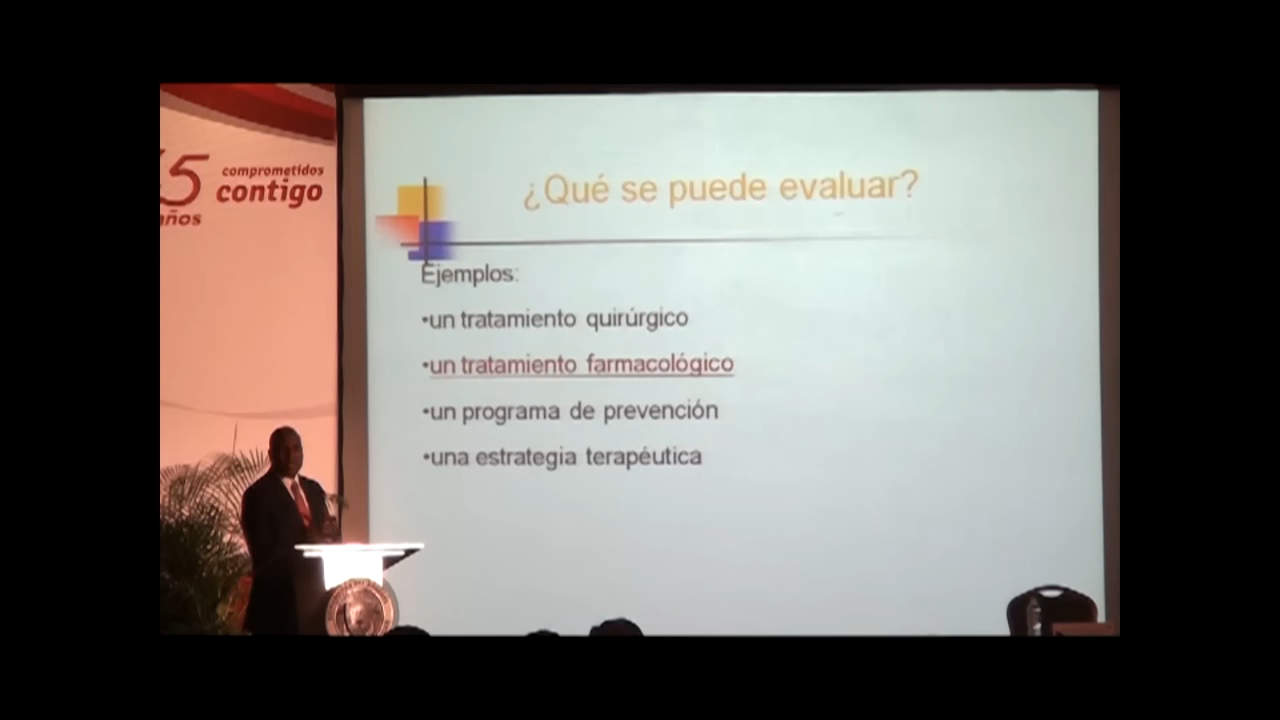 comprometidos
contigo
años
¿Qué se puede evaluar?
Ejemplos:
•un tratamiento quirúrgico
•un tratamiento farmacológico
•un programa de prevención
•una estrategia terapéutica